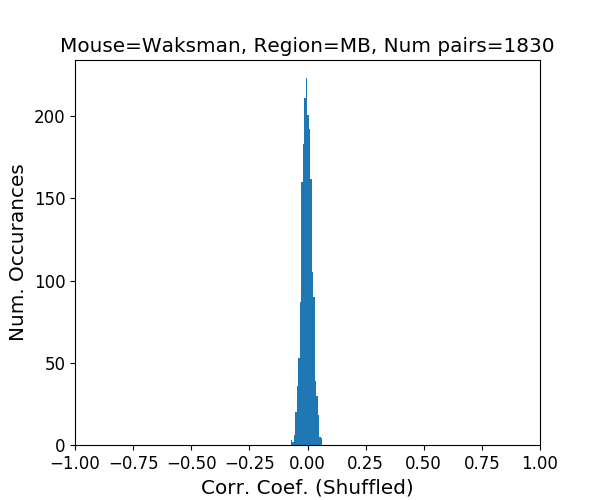 Mouse=Waksman, Region=MB, Num pairs=1830
Num. Occurances
200
150
100
50
0
−1.00 −0.75 −0.50 −0.25 0.00 0.25 0.50 0.75 1.00
Corr. Coef. (Shuffled)